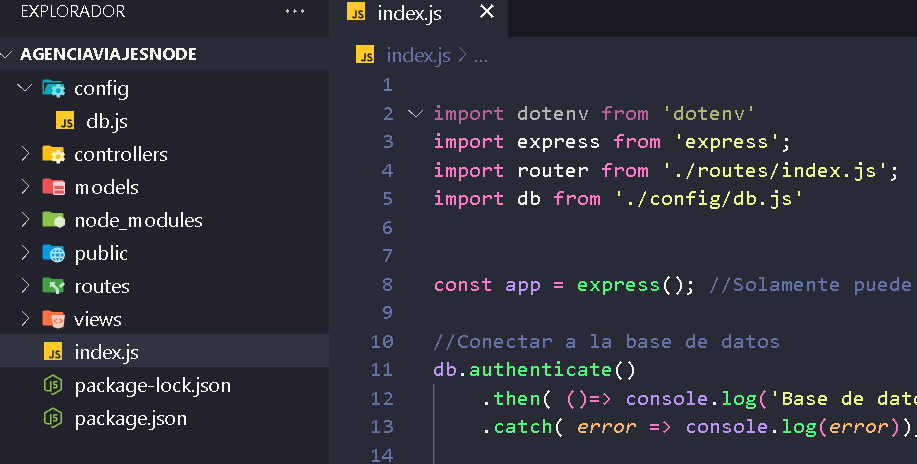 EXPLORADOR
AGENCIAVIAJESNODE
config
JS db.js
controllers
models
node_modules
public
routes
views
JS index.js
JS package-lock.json
JS package.json
JS index.js
JS index.js > ...
1
2 import dotenv from 'dotenv'
3 import express from 'express';
4 import router from './routes/index.js';
5 import db from './config/db.js'
6
7
8 const app = express(); //Solamente puede
9
10 //Conectar a la base de datos
11 db.authenticate()
12 .then( ()=> console.log('Base de dato
13 .catch( error => console.log(error))
14